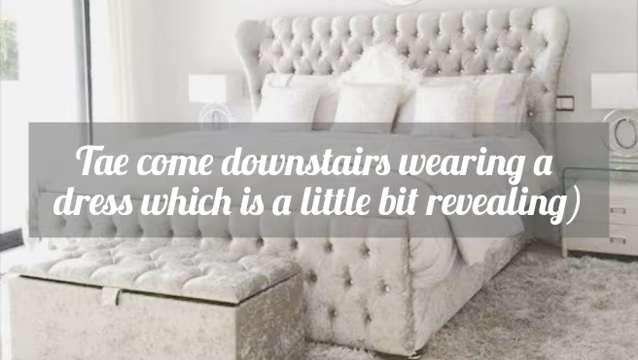 Tae come downstairs wearing a
dress which is a little bit revealing)